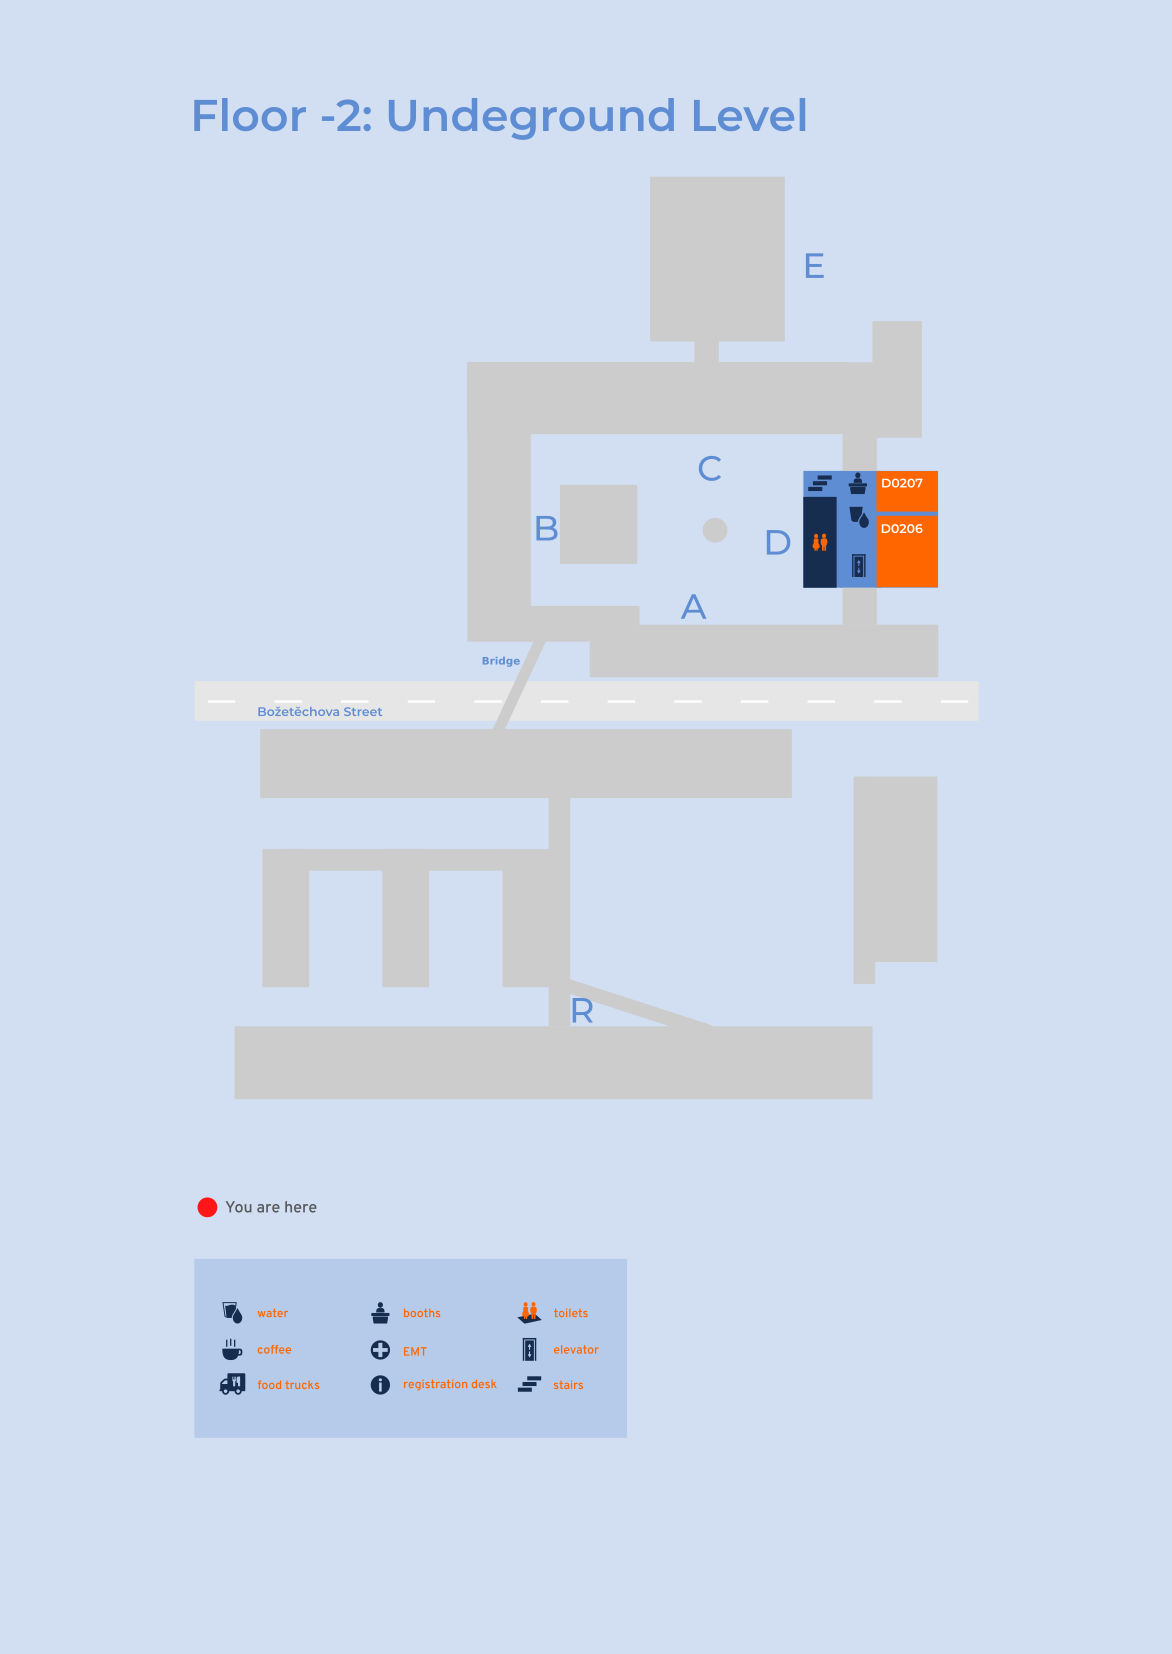 Floor -2: Undeground Level
E
C
D0207
B
D
D0206
A
Bridge
Božetěchova Street
R
You are here
water
booths
toilets
coffee
EMT
elevator
food trucks
registration desk
stairs